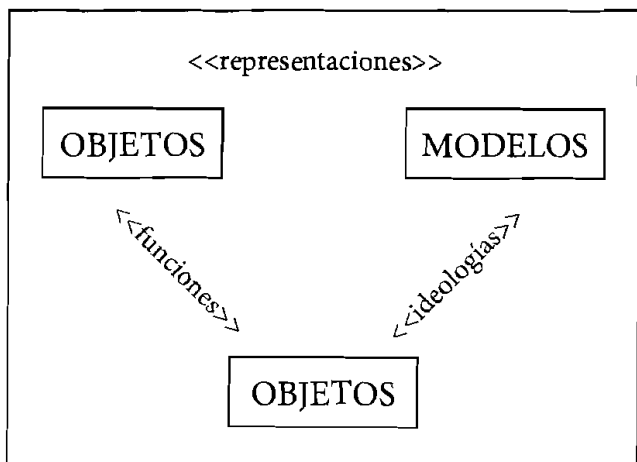 <<representaciones>>
OBJETOS
MODELOS
<<funciones>>
<<ideologías>>
OBJETOS